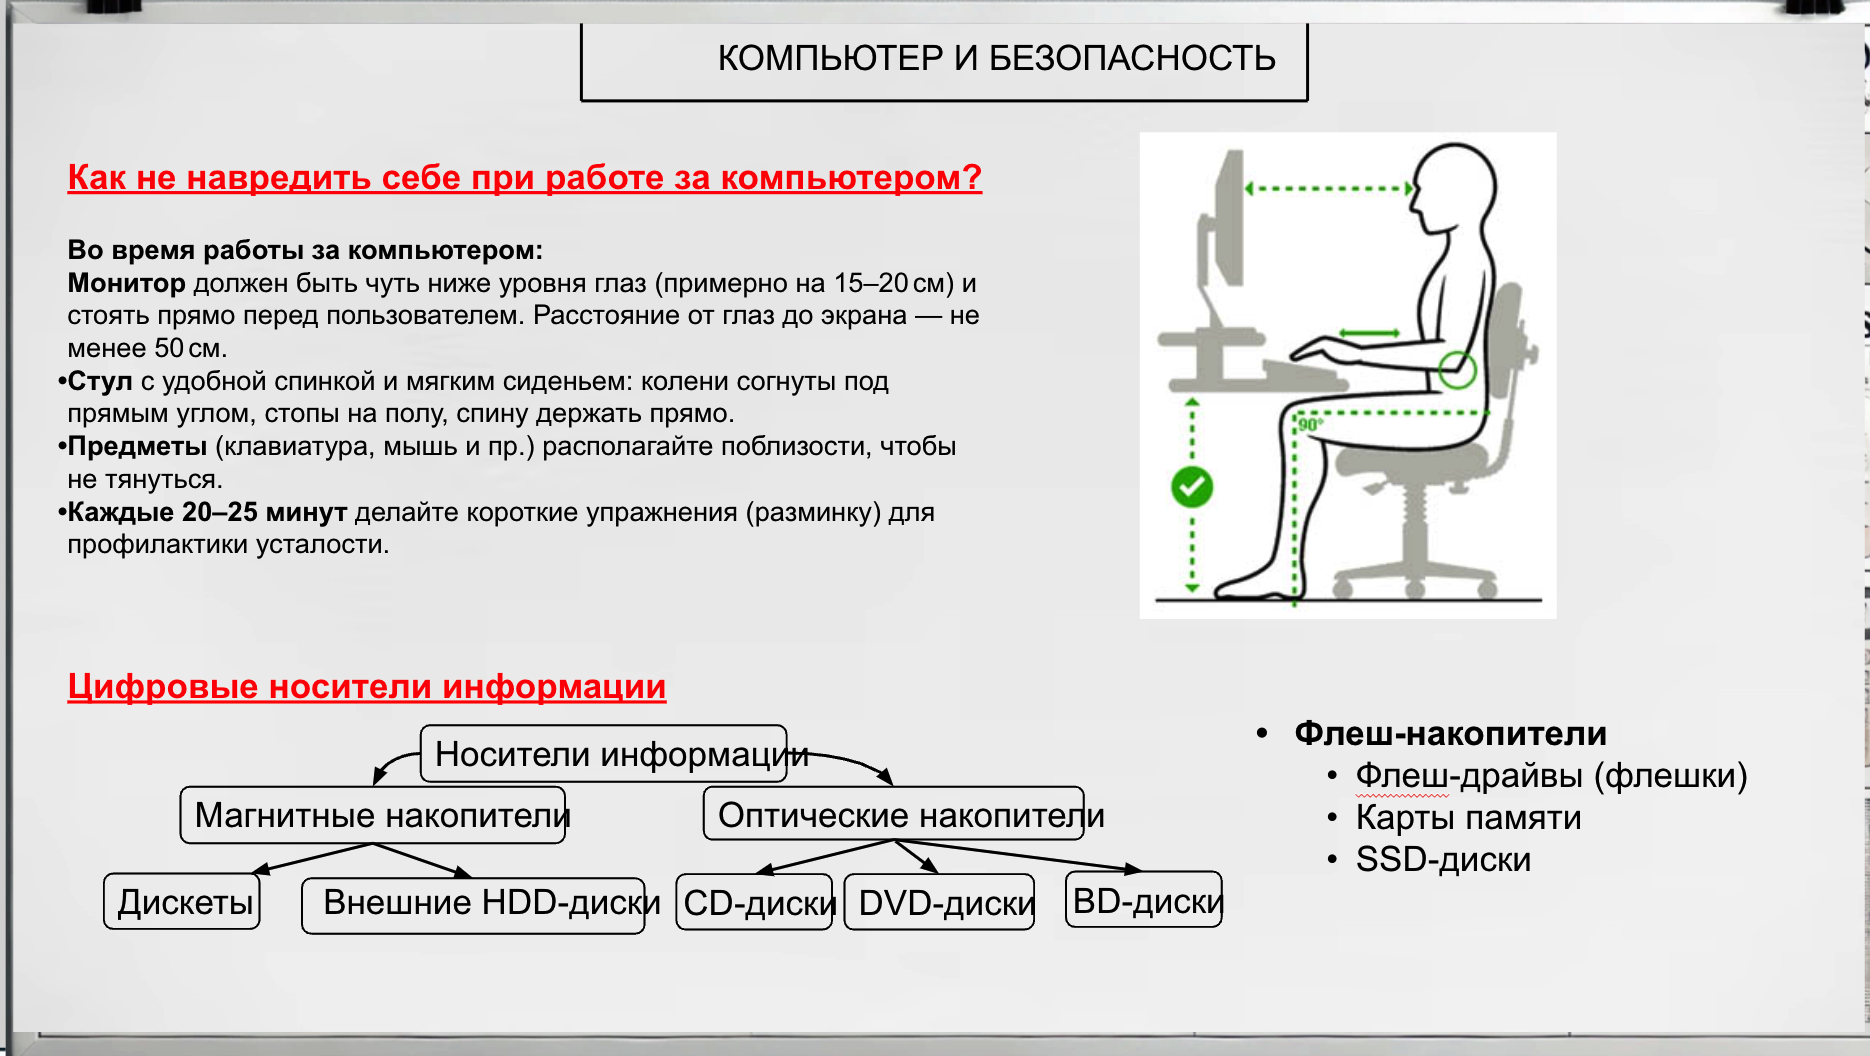 КОМПЬЮТЕР И БЕЗОПАСНОСТЬ
Как не навредить себе при работе за компьютером?
Во время работы за компьютером:
Монитор должен быть чуть ниже уровня глаз (примерно на 15–20 см) и
стоять прямо перед пользователем. Расстояние от глаз до экрана — не
менее 50 см.
•Стул с удобной спинкой и мягким сиденьем: колени согнуты под
прямым углом, стопы на полу, спину держать прямо.
•Предметы (клавиатура, мышь и пр.) располагайте поблизости, чтобы
не тянуться.
•Каждые 20–25 минут делайте короткие упражнения (разминку) для
профилактики усталости.
90°
Цифровые носители информации
Носители информации
Магнитные накопители
Оптические накопители
Дискеты
Внешние HDD-диски
CD-диски
DVD-диски
BD-диски
• Флеш-накопители
• Флеш-драйвы (флешки)
• Карты памяти
• SSD-диски